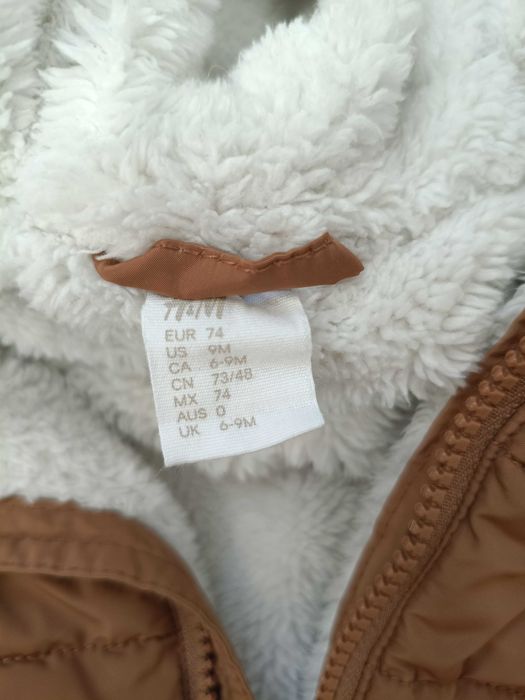 H&M
EUR 74
US 9M
CA 6-9M
CN 73/48
MX 74
AUS 0
UK 6-9M